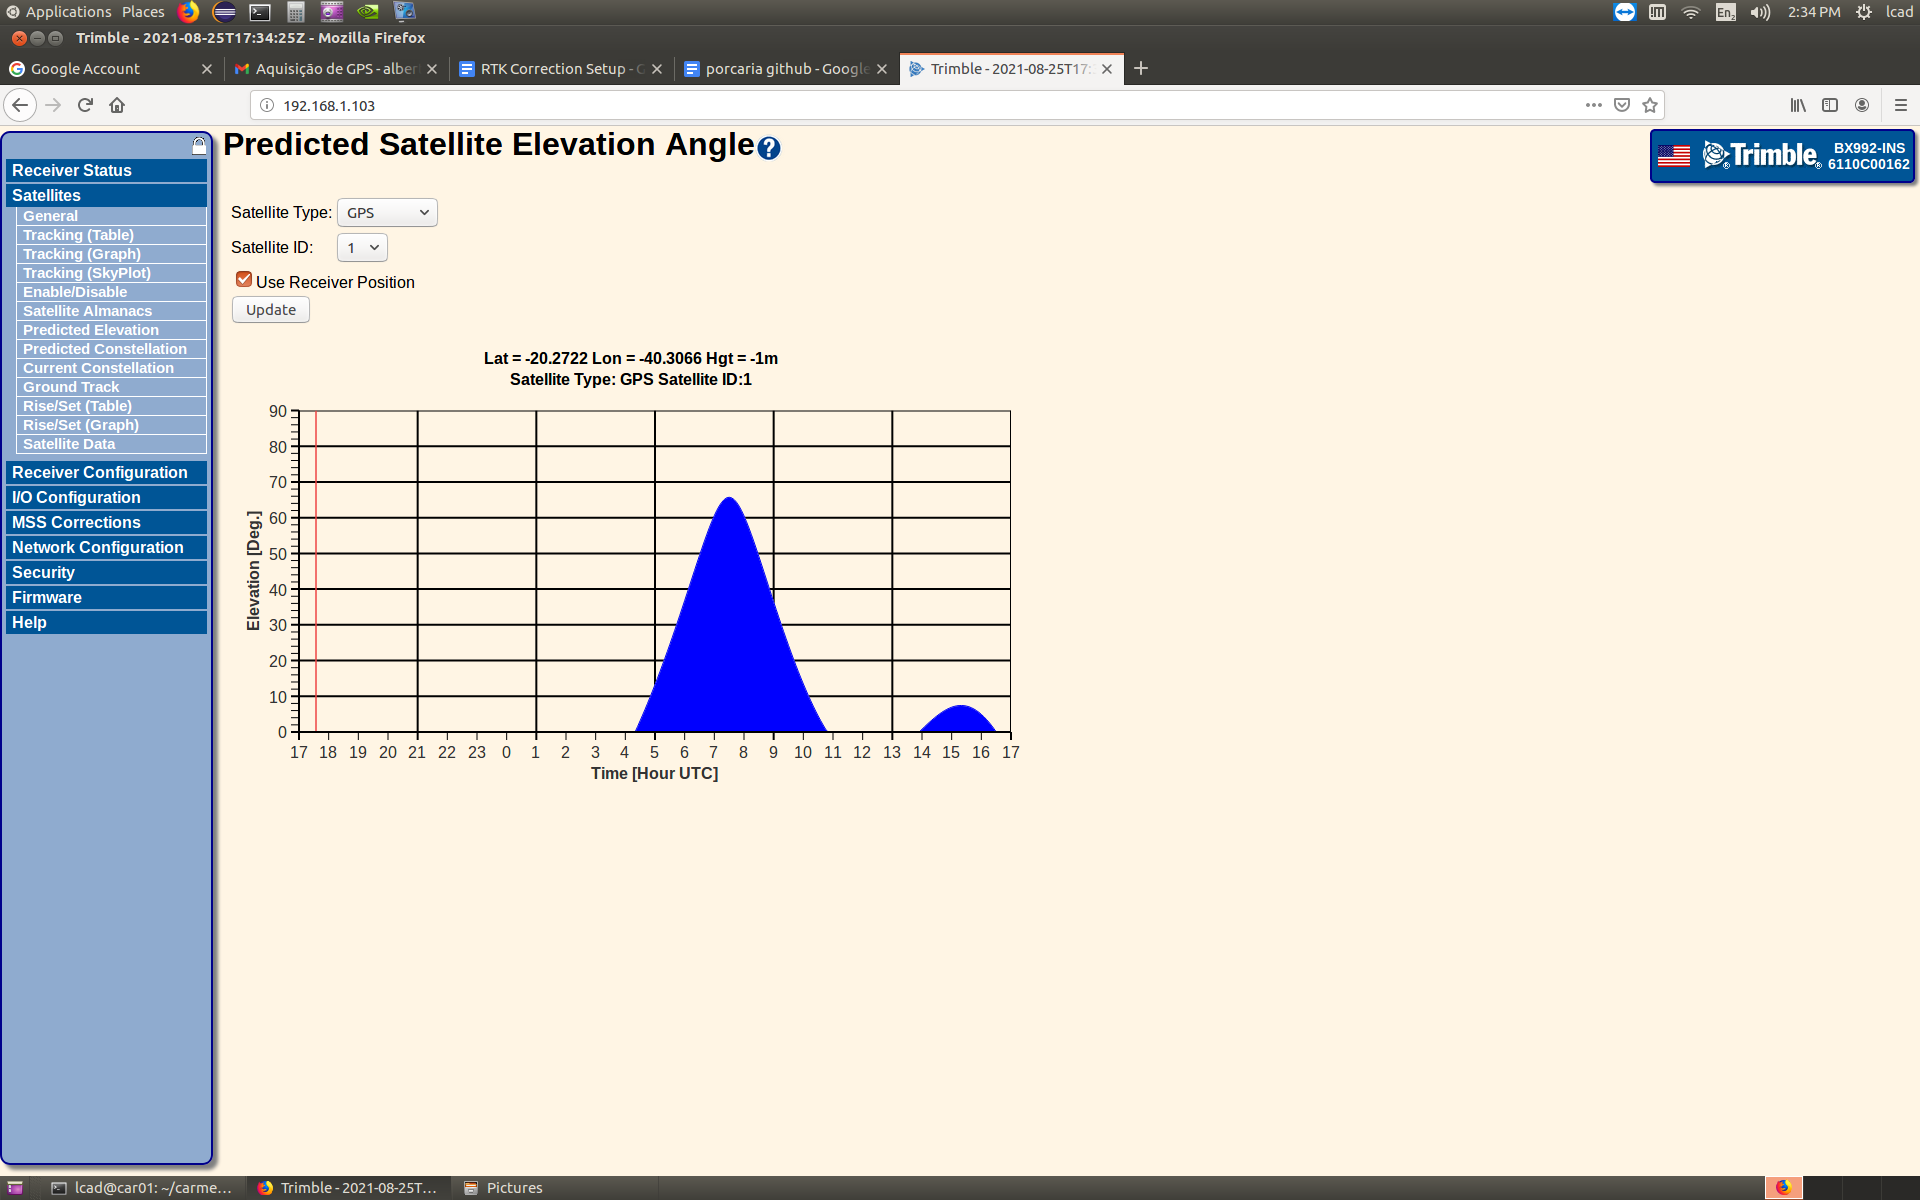 Applications Places En2 2:34 PM lcad
Trimble - 2021-08-25T17:34:25Z - Mozilla Firefox
Google Account
Aquisição de GPS - alber
RTK Correction Setup - G
porcaria github - Google
Trimble - 2021-08-25T17:
192.168.1.103
Predicted Satellite Elevation Angle?
Trimble
BX992-INS
6110C00162
Receiver Status
Satellites
General
Tracking (Table)
Tracking (Graph)
Tracking (SkyPlot)
Enable/Disable
Satellite Almanacs
Predicted Elevation
Predicted Constellation
Current Constellation
Ground Track
Rise/Set (Table)
Rise/Set (Graph)
Satellite Data
Receiver Configuration
I/O Configuration
MSS Corrections
Network Configuration
Security
Firmware
Help
Satellite Type: GPS
Satellite ID: 1
Use Receiver Position
Update
Lat = -20.2722 Lon = -40.3066 Hgt = -1m
Satellite Type: GPS Satellite ID:1
Elevation [Deg.]
90
80
70
60
50
40
30
20
10
0
17 18 19 20 21 22 23 0 1 2 3 4 5 6 7 8 9 10 11 12 13 14 15 16 17
Time [Hour UTC]
lcad@car01: ~/carme...
Trimble - 2021-08-25T...
Pictures